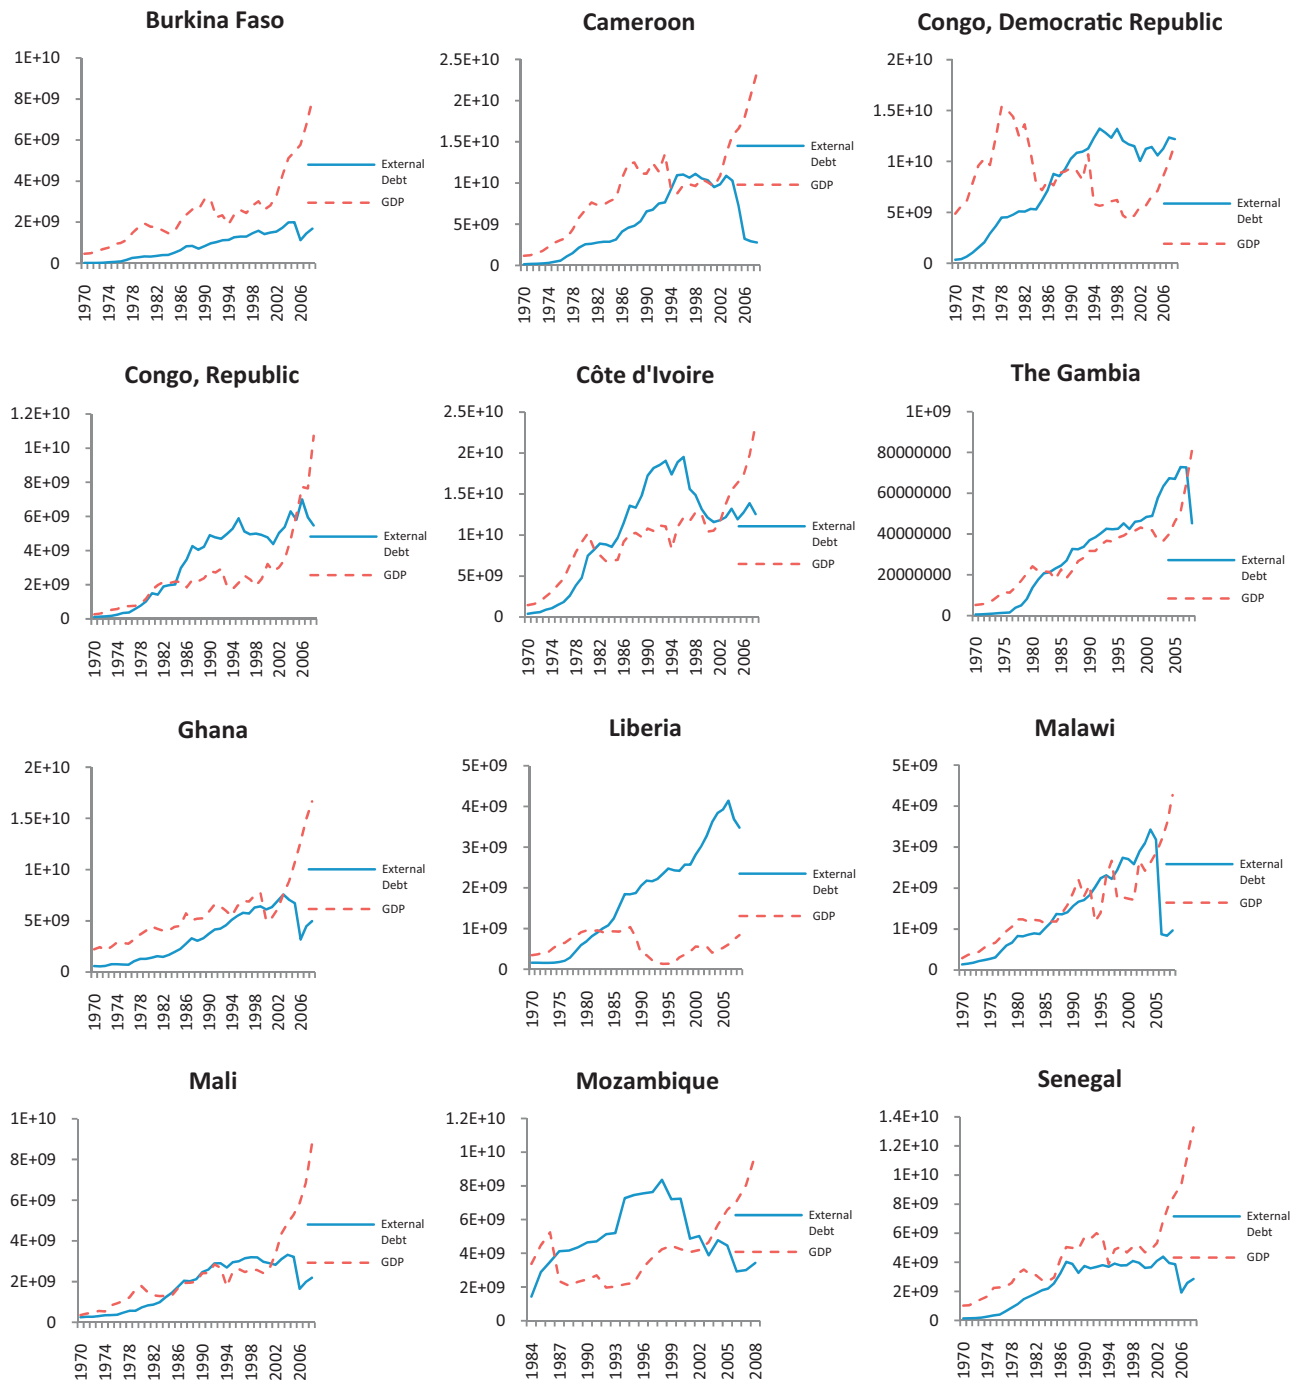 Burkina Faso
1E+10
8E+09
6E+09
4E+09
2E+09
0
1970
1974
1978
1982
1986
1990
1994
1998
2002
2006
External
Debt
GDP
Cameroon
2.5E+10
2E+10
1.5E+10
1E+10
5E+09
0
1970
1974
1978
1982
1986
1990
1994
1998
2002
2006
External
Debt
GDP
Congo, Democratic Republic
2E+10
1.5E+10
1E+10
5E+09
0
1970
1974
1978
1982
1986
1990
1994
1998
2002
2006
External
Debt
GDP
Congo, Republic
1.2E+10
1E+10
8E+09
6E+09
4E+09
2E+09
0
1970
1974
1978
1982
1986
1990
1994
1998
2002
2006
External
Debt
GDP
Côte d'Ivoire
2.5E+10
2E+10
1.5E+10
1E+10
5E+09
0
1970
1974
1978
1982
1986
1990
1994
1998
2002
2006
External
Debt
GDP
The Gambia
1E+09
80000000
60000000
40000000
20000000
0
1970
1975
1980
1985
1990
1995
2000
2005
External
Debt
GDP
Ghana
2E+10
1.5E+10
1E+10
5E+09
0
1970
1974
1978
1982
1986
1990
1994
1998
2002
2006
External
Debt
GDP
Liberia
5E+09
4E+09
3E+09
2E+09
1E+09
0
1970
1975
1980
1985
1990
1995
2000
2005
External
Debt
GDP
Malawi
5E+09
4E+09
3E+09
2E+09
1E+09
0
1970
1975
1980
1985
1990
1995
2000
2005
External
Debt
GDP
Mali
1E+10
8E+09
6E+09
4E+09
2E+09
0
1970
1974
1978
1982
1986
1990
1994
1998
2002
2006
External
Debt
GDP
Mozambique
1.2E+10
1E+10
8E+09
6E+09
4E+09
2E+09
0
1984
1987
1990
1993
1996
1999
2002
2005
2008
External
Debt
GDP
Senegal
1.4E+10
1.2E+10
1E+10
8E+09
6E+09
4E+09
2E+09
0
1970
1974
1978
1982
1986
1990
1994
1998
2002
2006
External
Debt
GDP